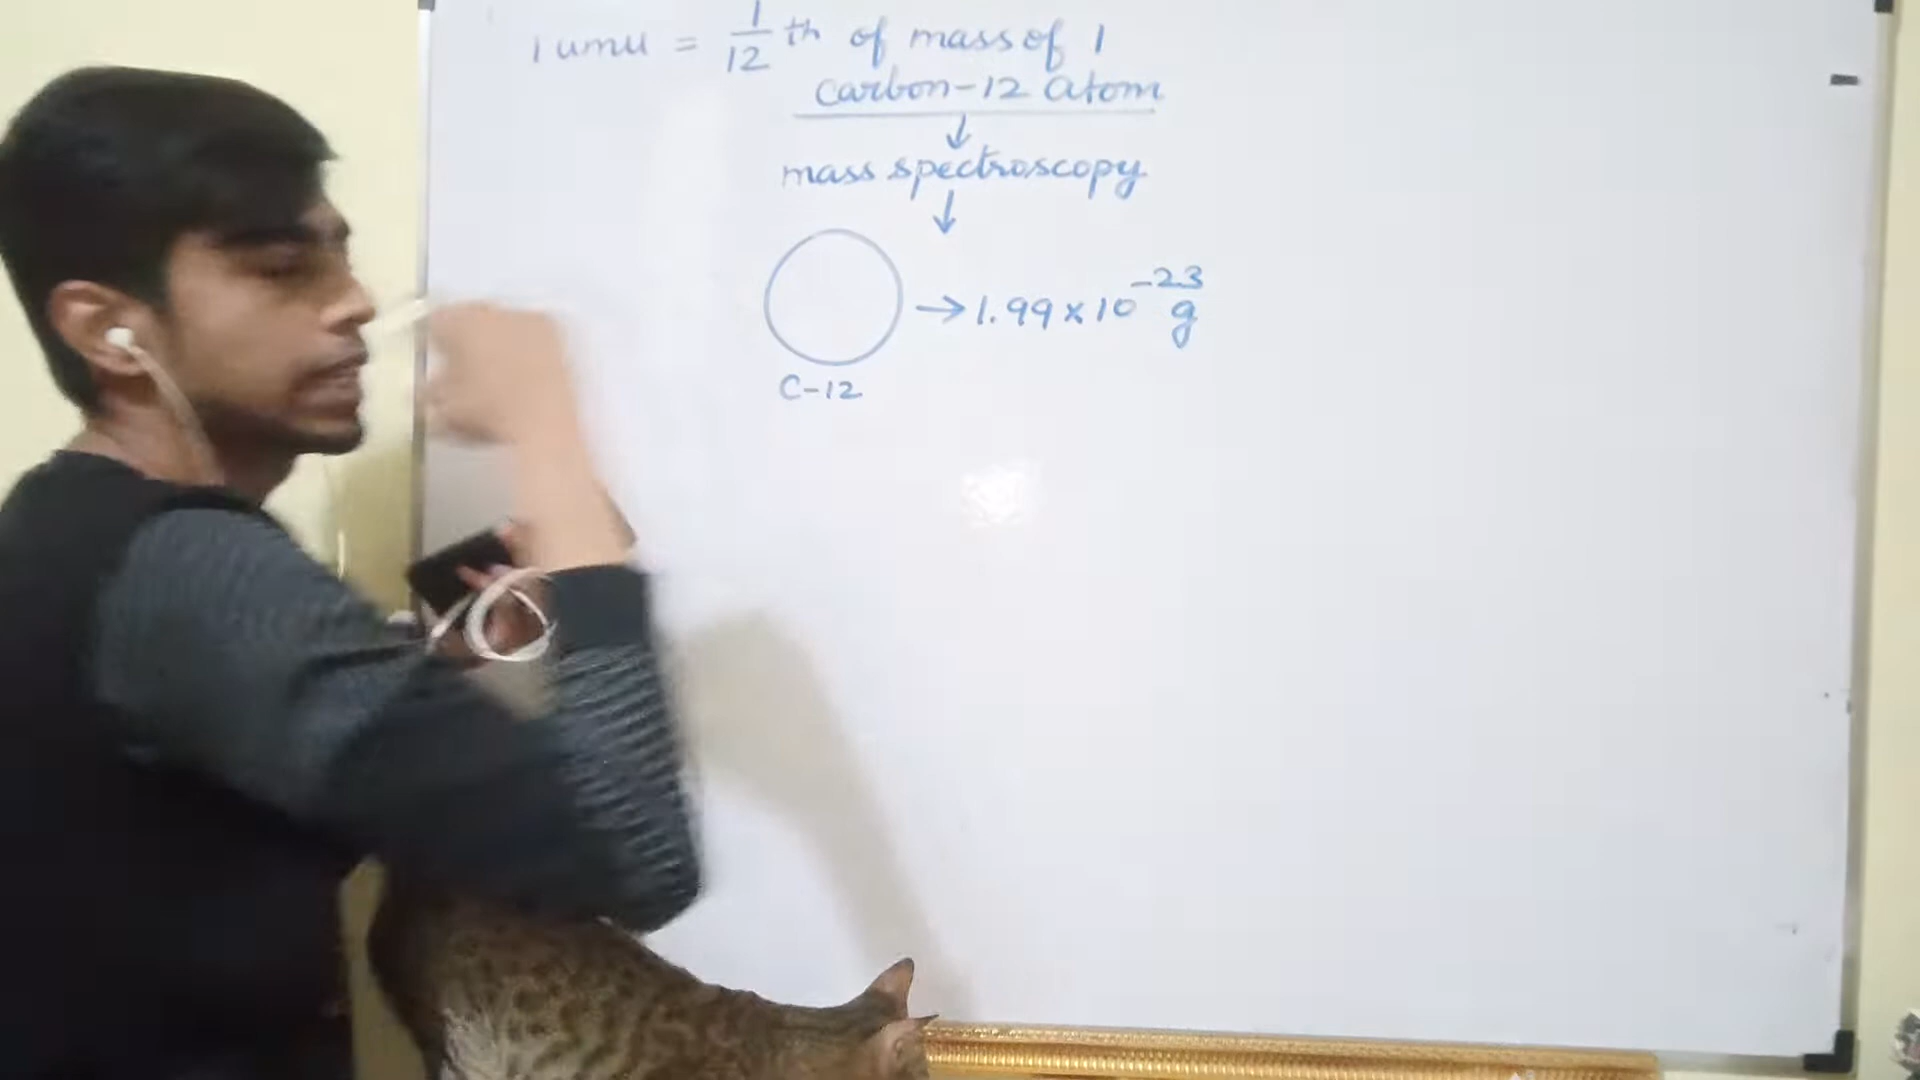 1 amu = 1/12 th of mass of 1
carbon-12 atom
↓
mass spectroscopy
↓
→ 1.99 x 10⁻²³ g
C-12